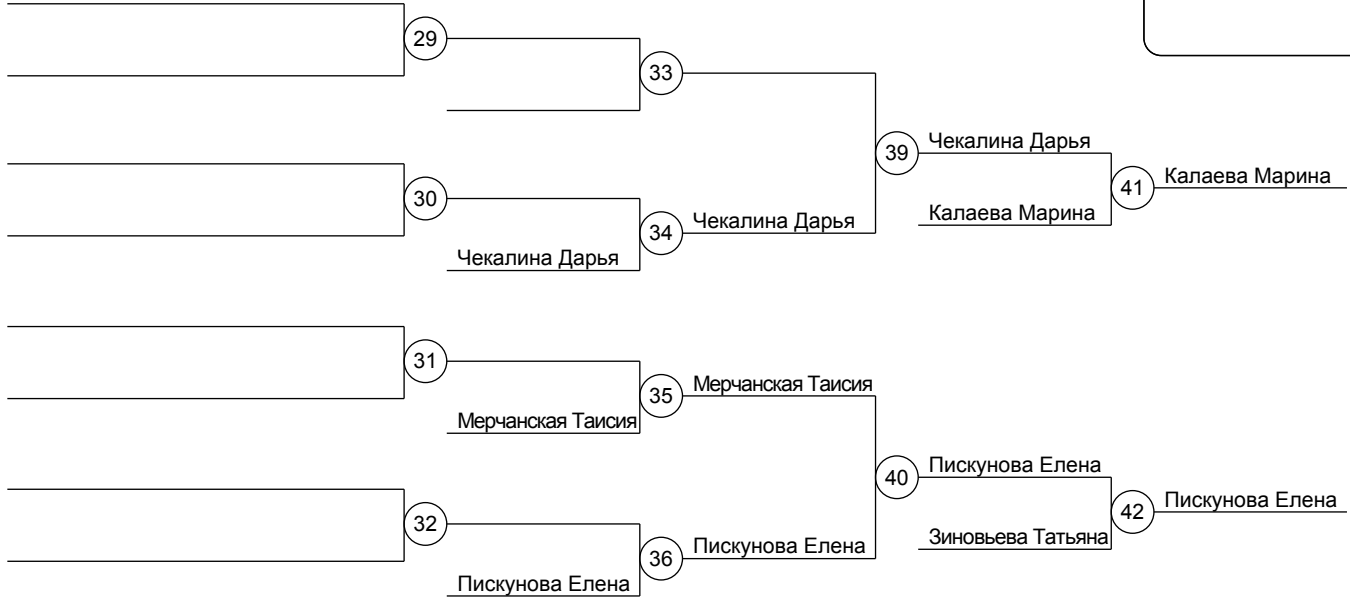 29
33
39
Чекалина Дарья
41
Калаева Марина
30
Калаева Марина
34
Чекалина Дарья
Чекалина Дарья
31
35
Мерчанская Таисия
Мерчанская Таисия
40
Пискунова Елена
42
Пискунова Елена
32
Зиновьева Татьяна
36
Пискунова Елена
Пискунова Елена